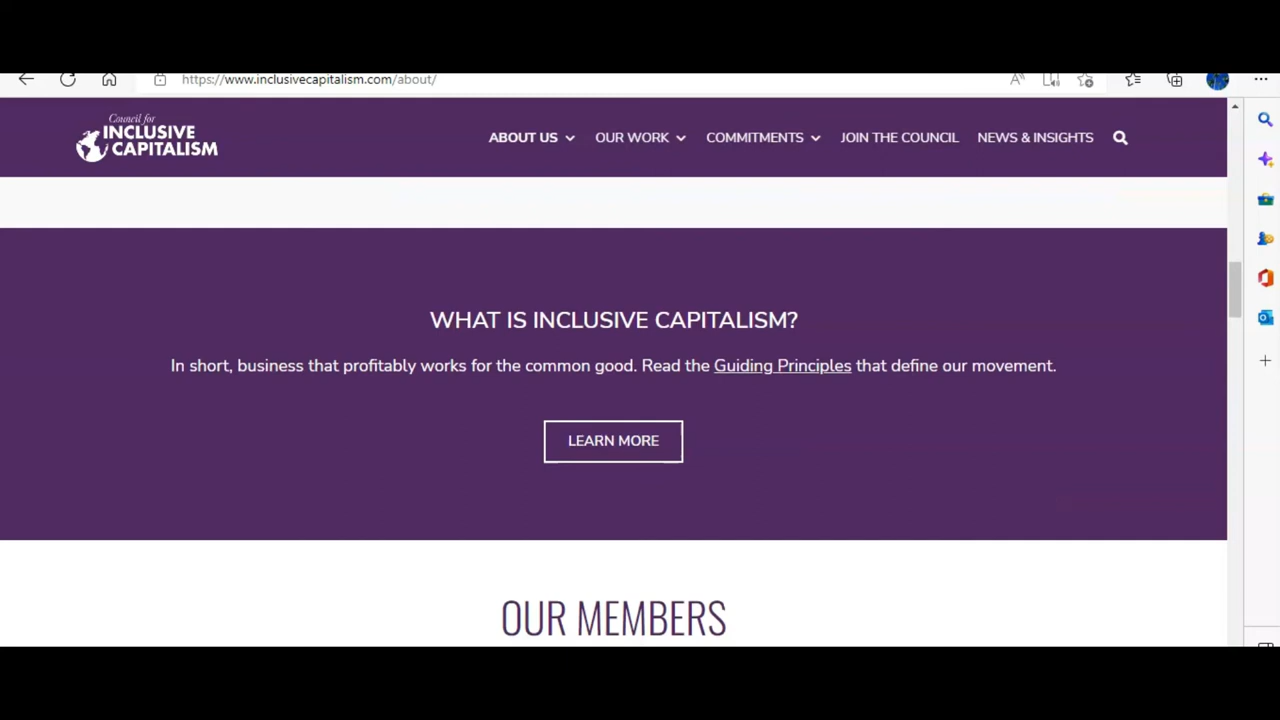 https://www.inclusivecapitalism.com/about/
Council for
INCLUSIVE
CAPITALISM
ABOUT US
OUR WORK
COMMITMENTS
JOIN THE COUNCIL
NEWS & INSIGHTS
WHAT IS INCLUSIVE CAPITALISM?
In short, business that profitably works for the common good. Read the Guiding Principles that define our movement.
LEARN MORE
OUR MEMBERS